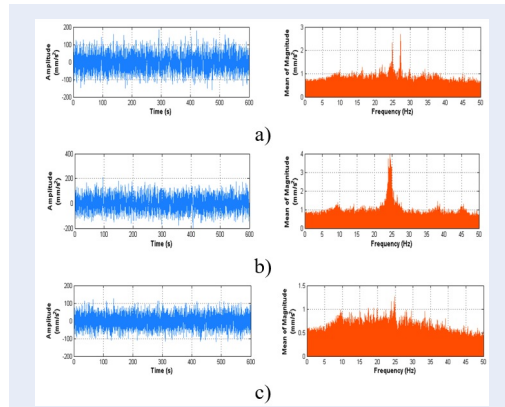 200
100
0
-100
-200
0 100 200 300 400 500 600
Amplitude
(mm/s²)
Time (s)
3
2
1
0
0 5 10 15 20 25 30 35 40 45 50
Mean of Magnitude
(mm/s²)
Frequency (Hz)
a)
400
200
0
-200
0 100 200 300 400 500 600
Amplitude
(mm/s²)
Time (s)
4
3
2
1
0
0 5 10 15 20 25 30 35 40 45 50
Mean of Magnitude
(mm/s²)
Frequency (Hz)
b)
200
100
0
-100
-200
0 100 200 300 400 500 600
Amplitude
(mm/s²)
Time (s)
1.5
1
0.5
0
0 5 10 15 20 25 30 35 40 45 50
Mean of Magnitude
(mm/s²)
Frequency (Hz)
c)